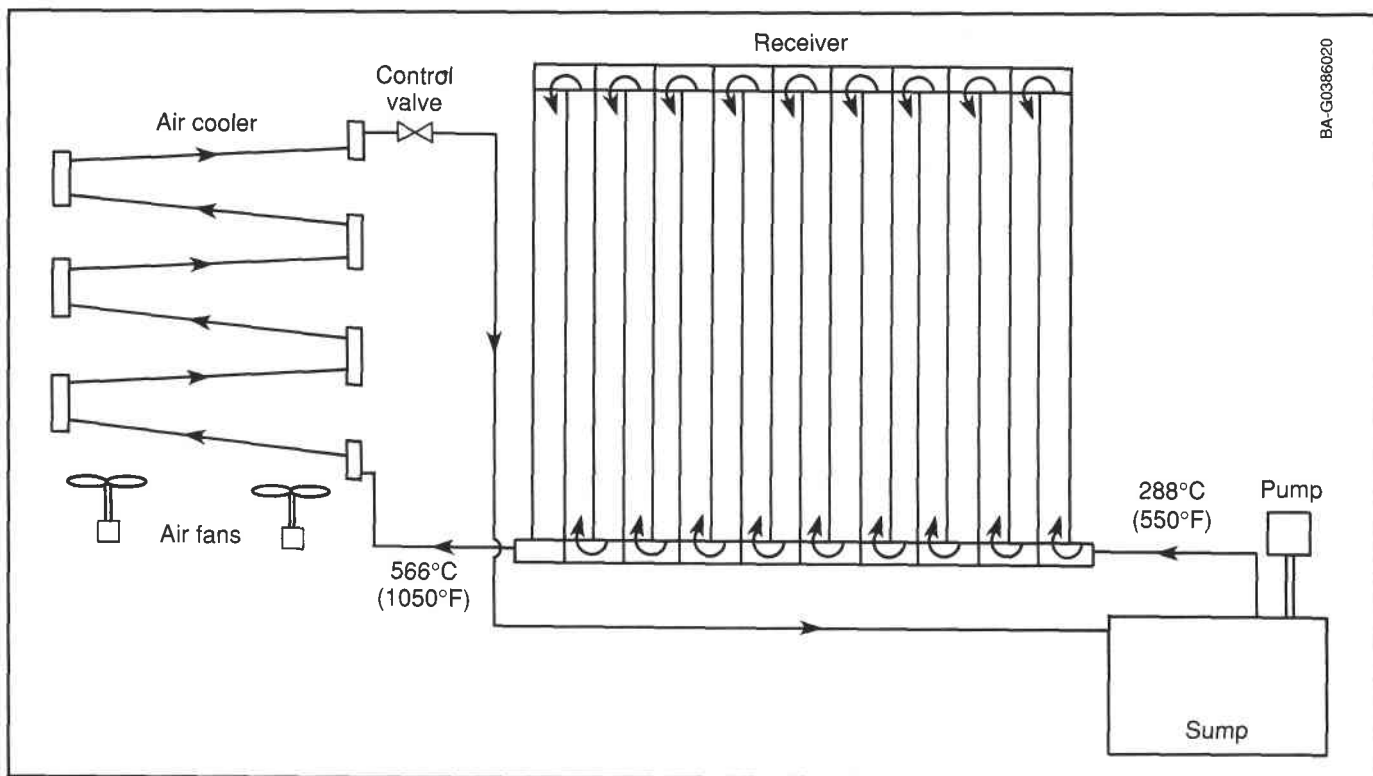 Receiver
Control
valve
Air cooler
BA-G0386020
288°C
(550°F)
Pump
Air fans
566°C
(1050°F)
Sump